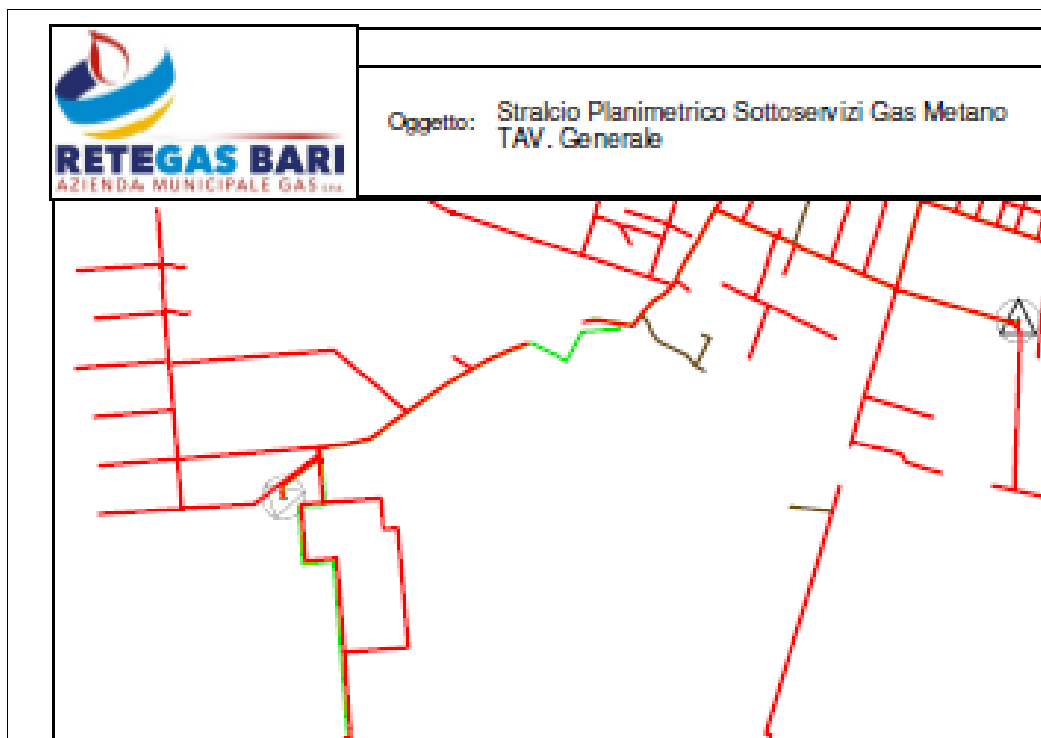 RETEGAS BARI
AZIENDA MUNICIPALE GAS
Oggetto: Stralcio Planimetrico Sottoservizi Gas Metano
TAV. Generale